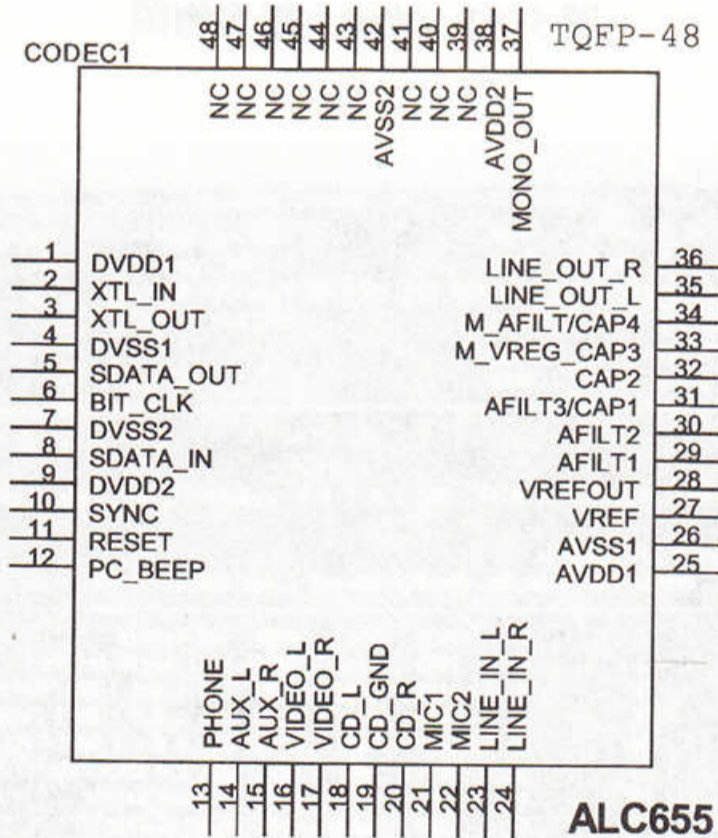 TQFP-48
CODEC1
48 47 46 45 44 43 42 41 40 39 38 37
NC NC NC NC NC NC AVSS2 NC NC NC AVDD2 MONO_OUT
1 DVDD1
2 XTL_IN
3 XTL_OUT
4 DVSS1
5 SDATA_OUT
6 BIT_CLK
7 DVSS2
8 SDATA_IN
9 DVDD2
10 SYNC
11 RESET
12 PC_BEEP
LINE_OUT_R 36
LINE_OUT_L 35
M_AFILT/CAP4 34
M_VREG_CAP3 33
CAP2 32
AFILT3/CAP1 31
AFILT2 30
AFILT1 29
VREFOUT 28
VREF 27
AVSS1 26
AVDD1 25
PHONE AUX_L AUX_R VIDEO_L VIDEO_R CD_L CD_GND CD_R MIC1 MIC2 LINE_IN_L LINE_IN_R
13 14 15 16 17 18 19 20 21 22 23 24
ALC655